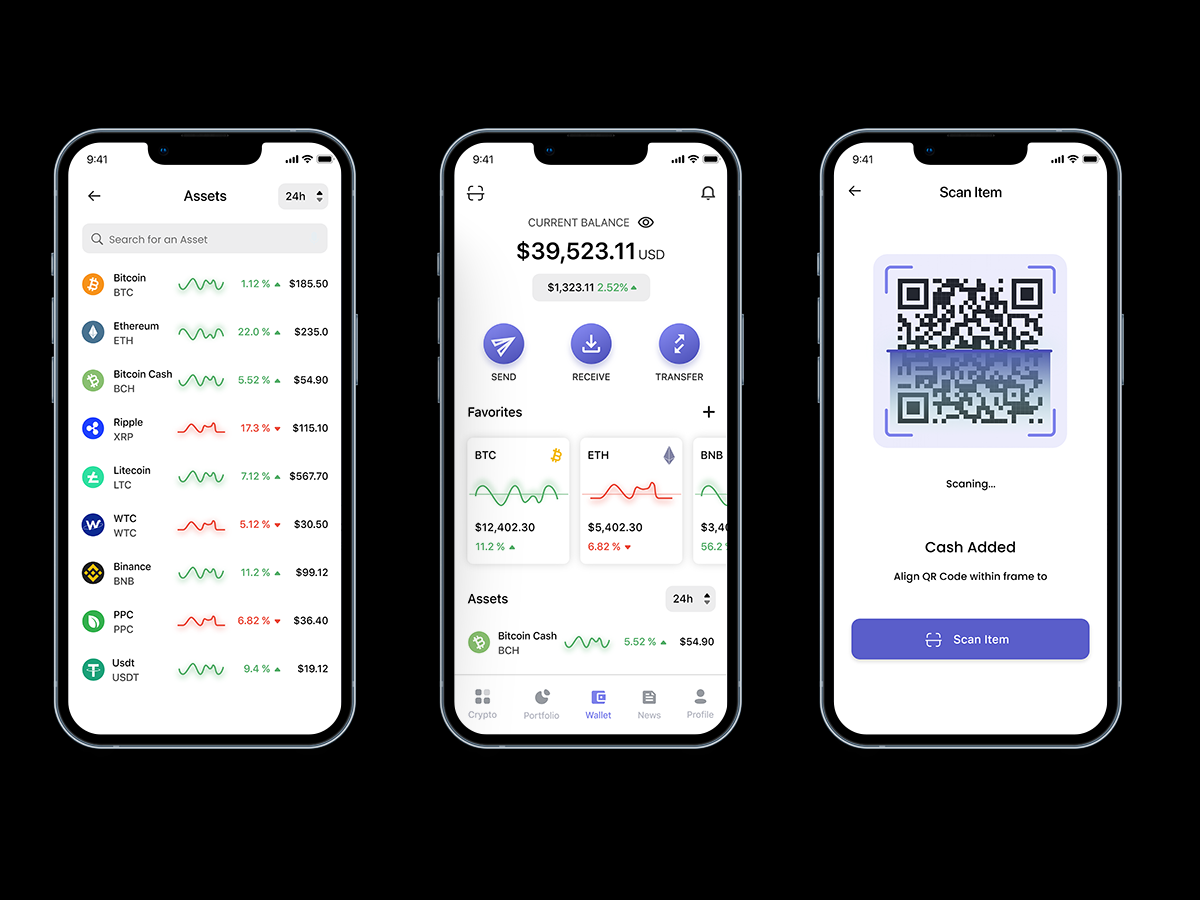 9:41
Assets
24h
Search for an Asset
Bitcoin
BTC
1.12 %
$185.50
Ethereum
ETH
22.0 %
$235.0
Bitcoin Cash
BCH
5.52 %
$54.90
Ripple
XRP
17.3 %
$115.10
Litecoin
LTC
7.12 %
$567.70
WTC
WTC
5.12 %
$30.50
Binance
BNB
11.2 %
$99.12
PPC
PPC
6.82 %
$36.40
Usdt
USDT
9.4 %
$19.12
9:41
CURRENT BALANCE
$39,523.11 USD
$1,323.11 2.52%
SEND
RECEIVE
TRANSFER
Favorites
BTC
$12,402.30
11.2 %
ETH
$5,402.30
6.82 %
BNB
$3,40
56.2
Assets
24h
Bitcoin Cash
BCH
5.52 %
$54.90
Crypto
Portfolio
Wallet
News
Profile
9:41
Scan Item
Scaning...
Cash Added
Align QR Code within frame to
Scan Item